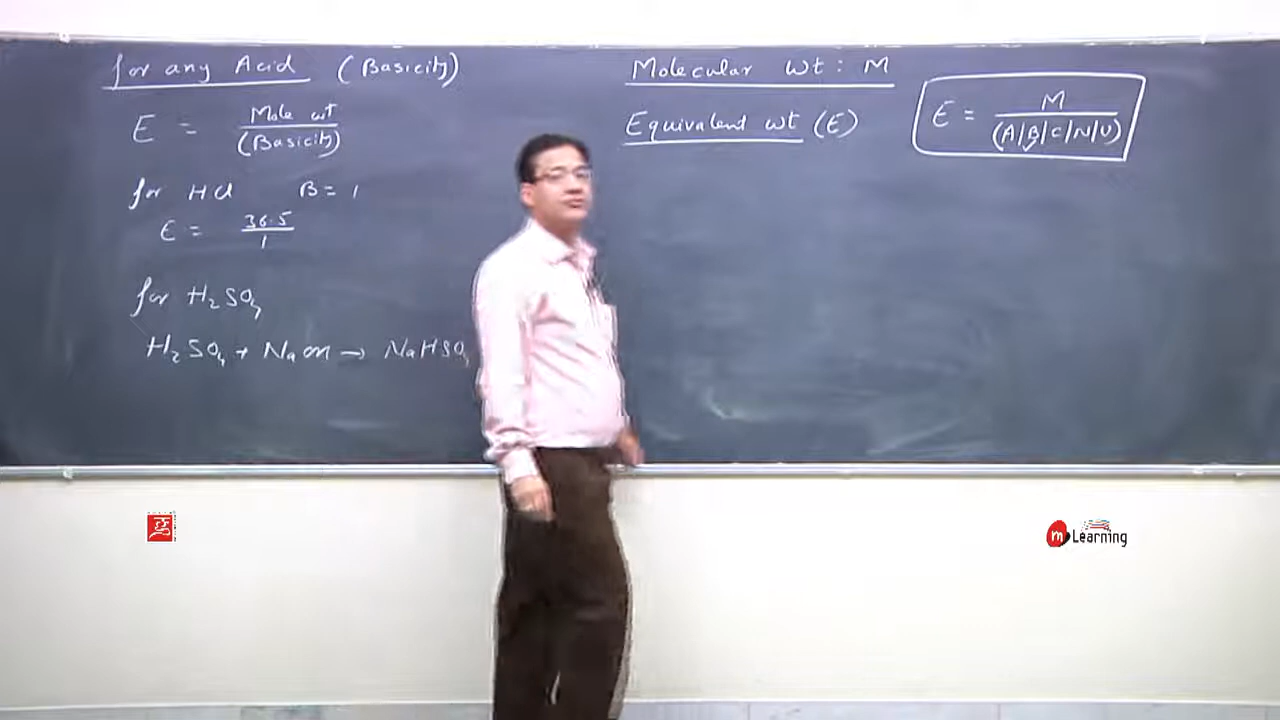 for any Acid (Basicity)
E = Mole wt / (Basicity)
for HCl B = 1
E = 36.5 / 1
for H₂SO₄
H₂SO₄ + NaOH → NaHSO₄
Molecular wt : M
Equivalent wt (E)
E = M / (A|B|C|N|U)
m Learning